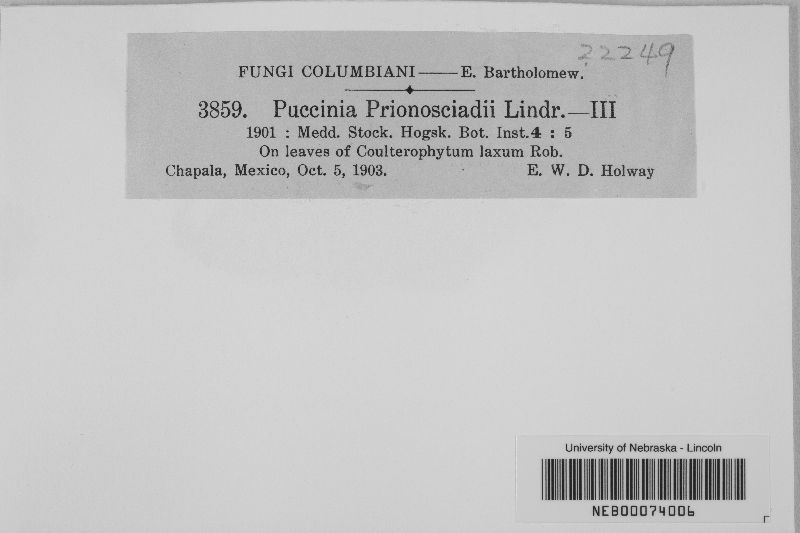 22249
FUNGI COLUMBIANI——E. Bartholomew.
3859. Puccinia Prionosciadii Lindr.—III
1901 : Medd. Stock. Hogsk. Bot. Inst. 4 : 5
On leaves of Coulterophytum laxum Rob.
Chapala, Mexico, Oct. 5, 1903. E. W. D. Holway
University of Nebraska - Lincoln
NEB00074006